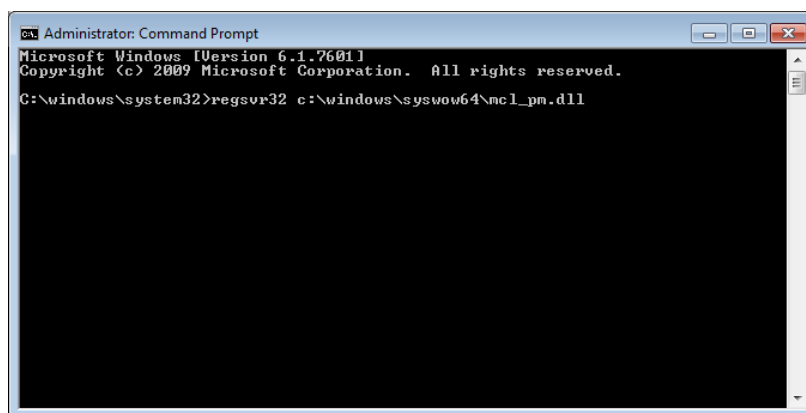 Administrator: Command Prompt
Microsoft Windows [Version 6.1.7601]
Copyright (c) 2009 Microsoft Corporation.  All rights reserved.
C:\windows\system32>regsvr32 c:\windows\syswow64\mcl_pm.dll